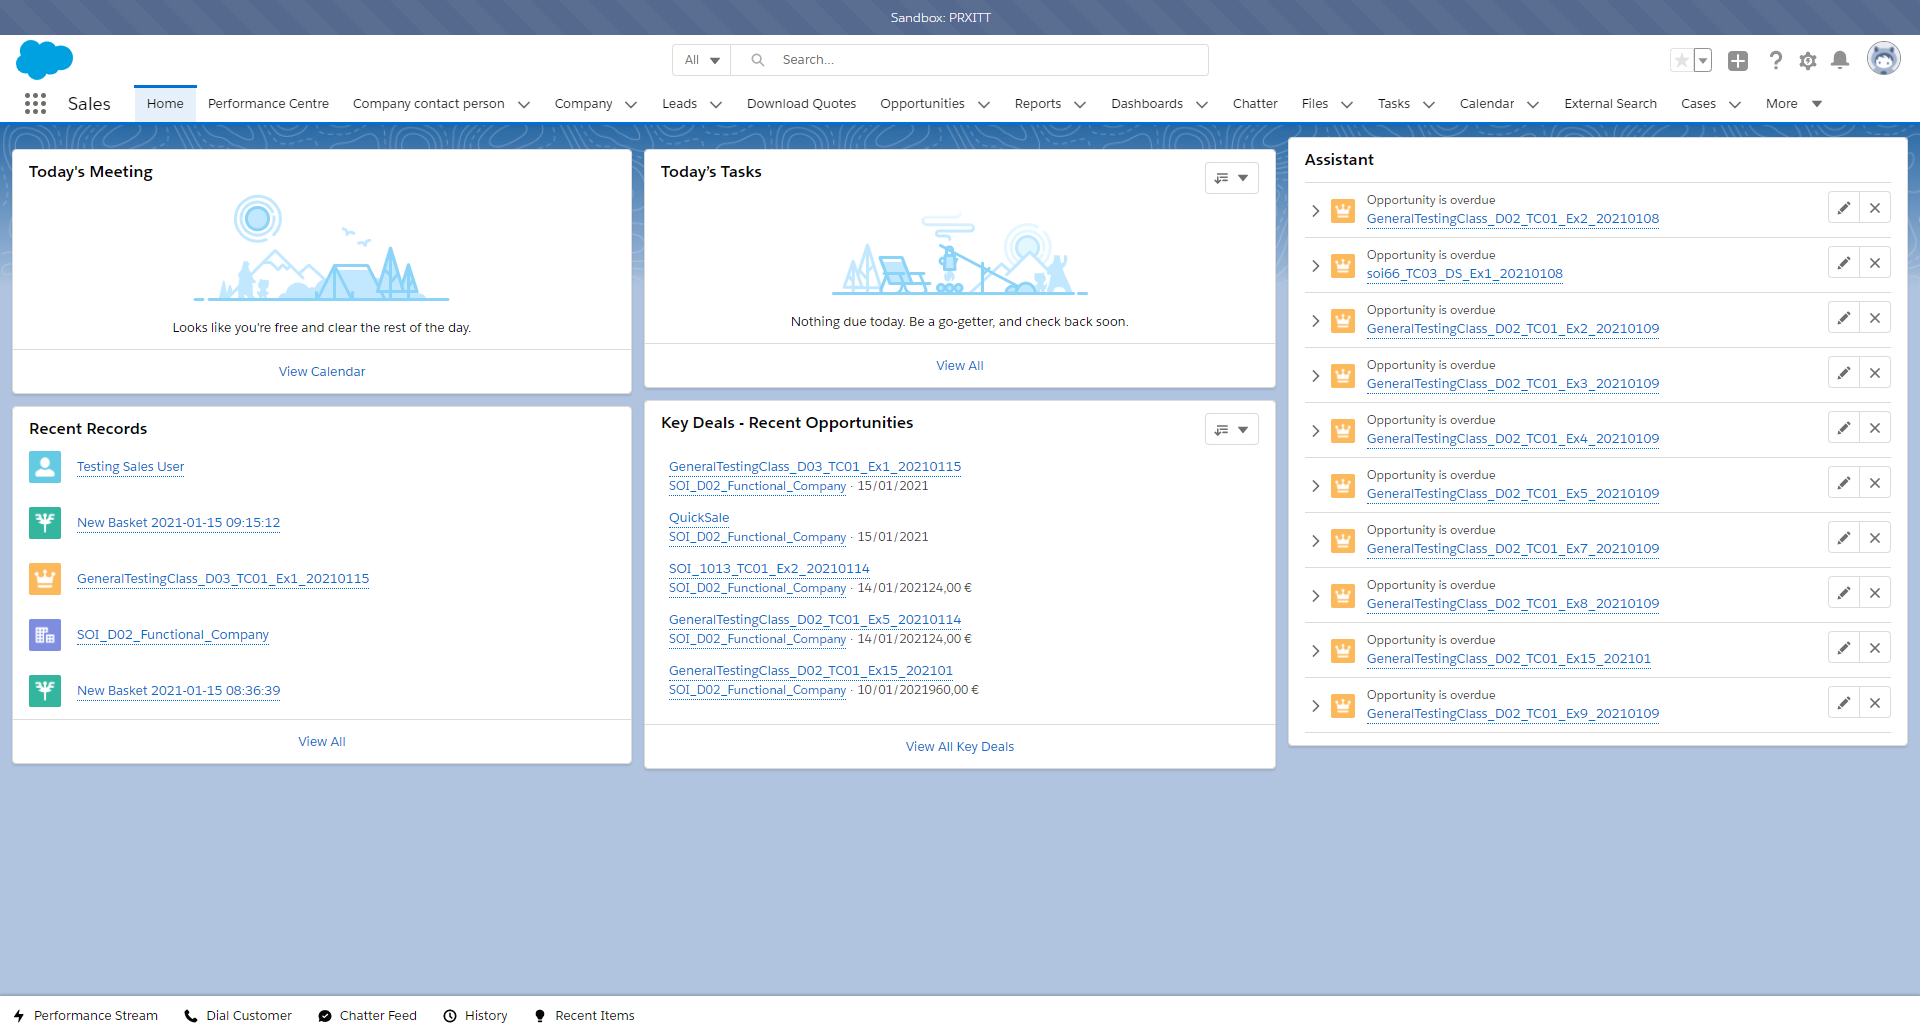 Sandbox: PRXITT
All
Search...
Sales
Home
Performance Centre
Company contact person
Company
Leads
Download Quotes
Opportunities
Reports
Dashboards
Chatter
Files
Tasks
Calendar
External Search
Cases
More
Today's Meeting
Looks like you're free and clear the rest of the day.
View Calendar
Recent Records
Testing Sales User
New Basket 2021-01-15 09:15:12
GeneralTestingClass_D03_TC01_Ex1_20210115
SOI_D02_Functional_Company
New Basket 2021-01-15 08:36:39
View All
Today's Tasks
Nothing due today. Be a go-getter, and check back soon.
View All
Key Deals - Recent Opportunities
GeneralTestingClass_D03_TC01_Ex1_20210115
SOI_D02_Functional_Company · 15/01/2021
QuickSale
SOI_D02_Functional_Company · 15/01/2021
SOI_1013_TC01_Ex2_20210114
SOI_D02_Functional_Company · 14/01/202124,00 €
GeneralTestingClass_D02_TC01_Ex5_20210114
SOI_D02_Functional_Company · 14/01/202124,00 €
GeneralTestingClass_D02_TC01_Ex15_202101
SOI_D02_Functional_Company · 10/01/2021960,00 €
View All Key Deals
Assistant
Opportunity is overdue
GeneralTestingClass_D02_TC01_Ex2_20210108
Opportunity is overdue
soi66_TC03_DS_Ex1_20210108
Opportunity is overdue
GeneralTestingClass_D02_TC01_Ex2_20210109
Opportunity is overdue
GeneralTestingClass_D02_TC01_Ex3_20210109
Opportunity is overdue
GeneralTestingClass_D02_TC01_Ex4_20210109
Opportunity is overdue
GeneralTestingClass_D02_TC01_Ex5_20210109
Opportunity is overdue
GeneralTestingClass_D02_TC01_Ex7_20210109
Opportunity is overdue
GeneralTestingClass_D02_TC01_Ex8_20210109
Opportunity is overdue
GeneralTestingClass_D02_TC01_Ex15_202101
Opportunity is overdue
GeneralTestingClass_D02_TC01_Ex9_20210109
Performance Stream
Dial Customer
Chatter Feed
History
Recent Items